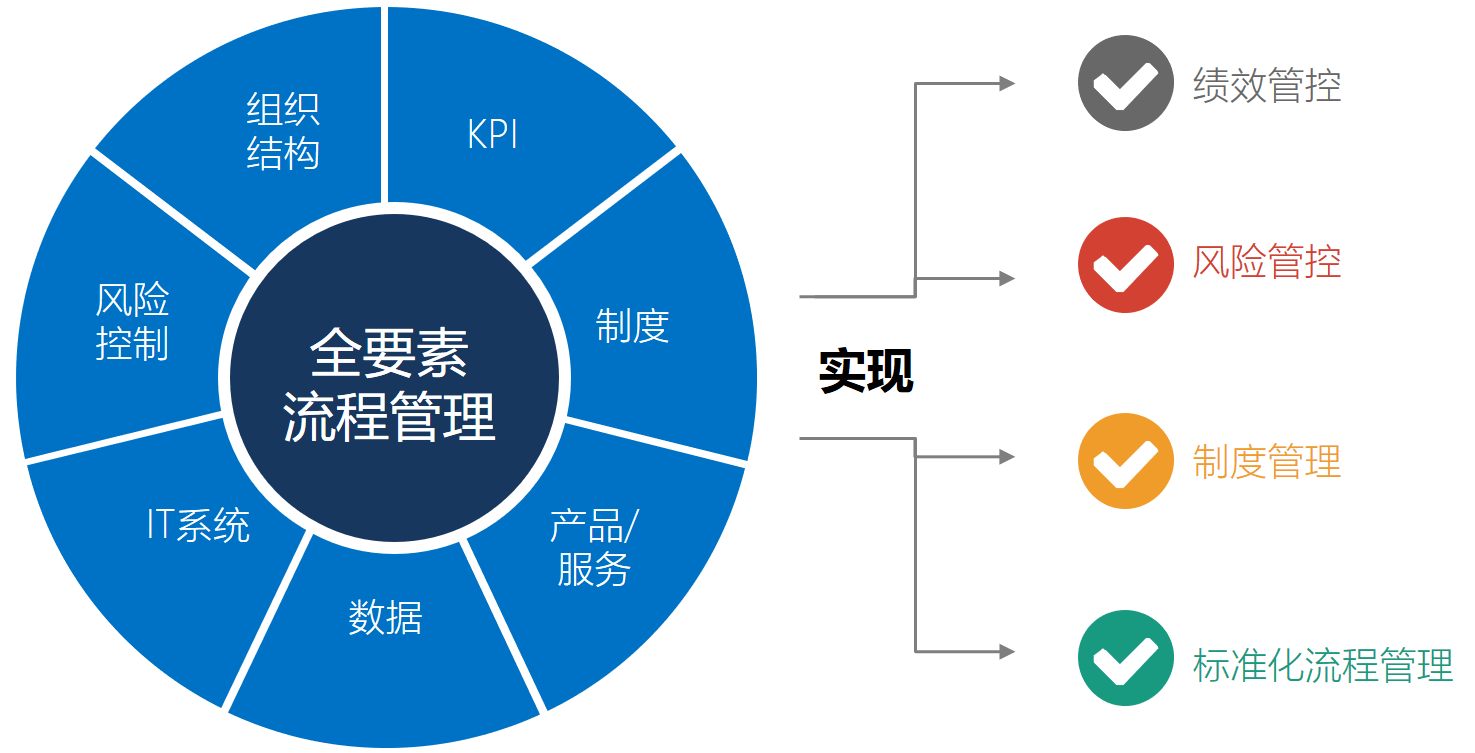 组织
结构
KPI
风险
控制
制度
全要素
流程管理
IT系统
产品/
服务
数据
实现
绩效管控
风险管控
制度管理
标准化流程管理